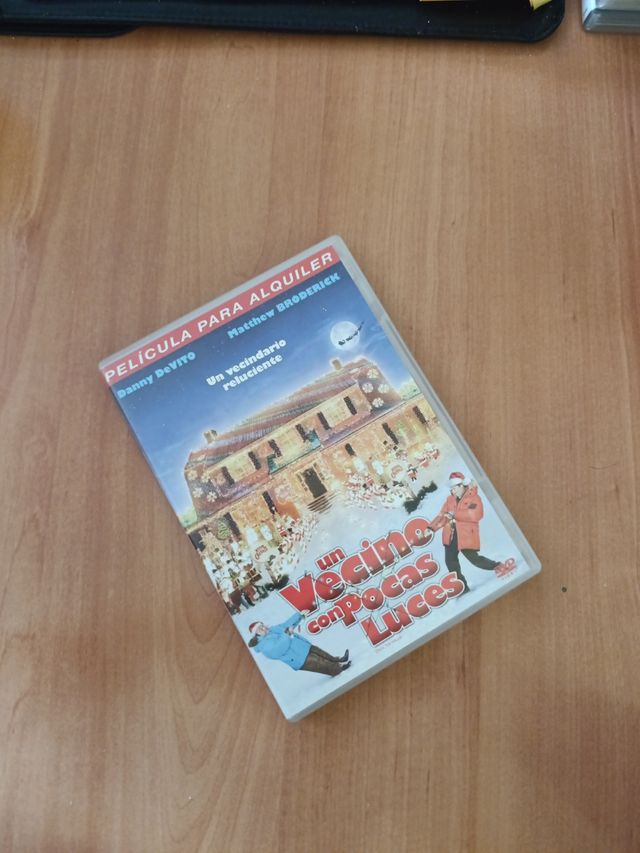 PELÍCULA PARA ALQUILER
Danny DeVITO
Matthew BRODERICK
Un vecindario
reluciente
un
Vecino
con pocas
Luces
DVD